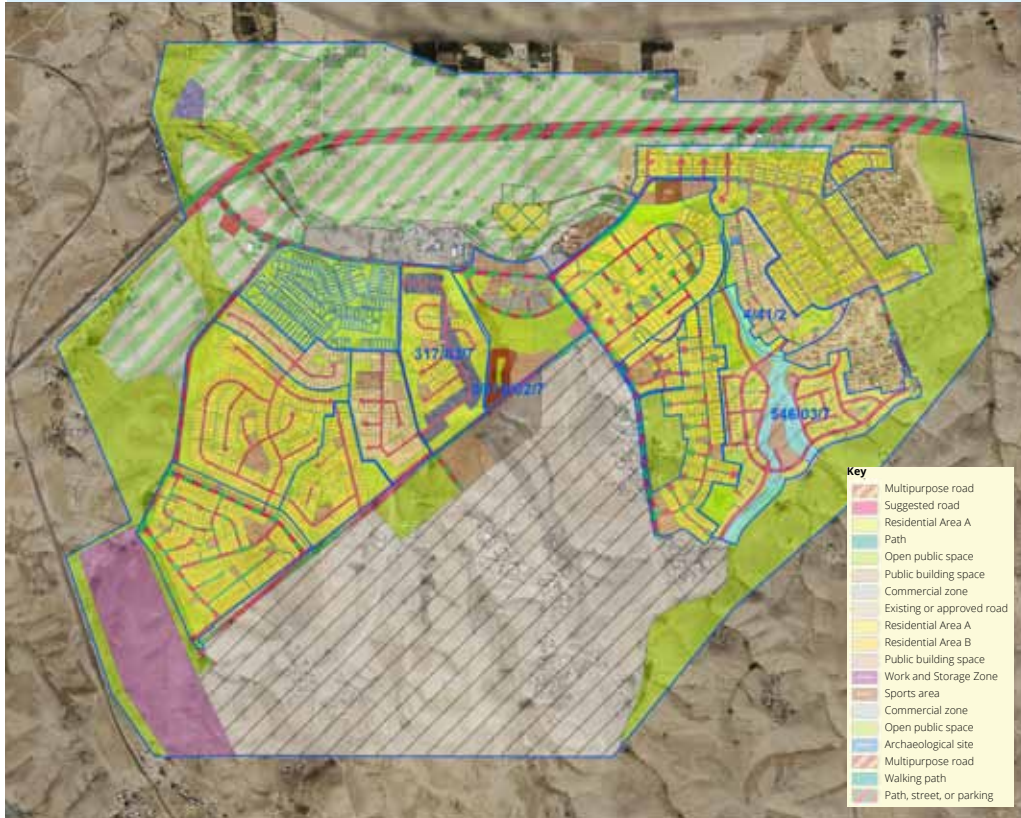 4/41/2
317/03/7
546/03/7
Key
Multipurpose road
Suggested road
Residential Area A
Path
Open public space
Public building space
Commercial zone
Existing or approved road
Residential Area A
Residential Area B
Public building space
Work and Storage Zone
Sports area
Commercial zone
Open public space
Archaeological site
Multipurpose road
Walking path
Path, street, or parking